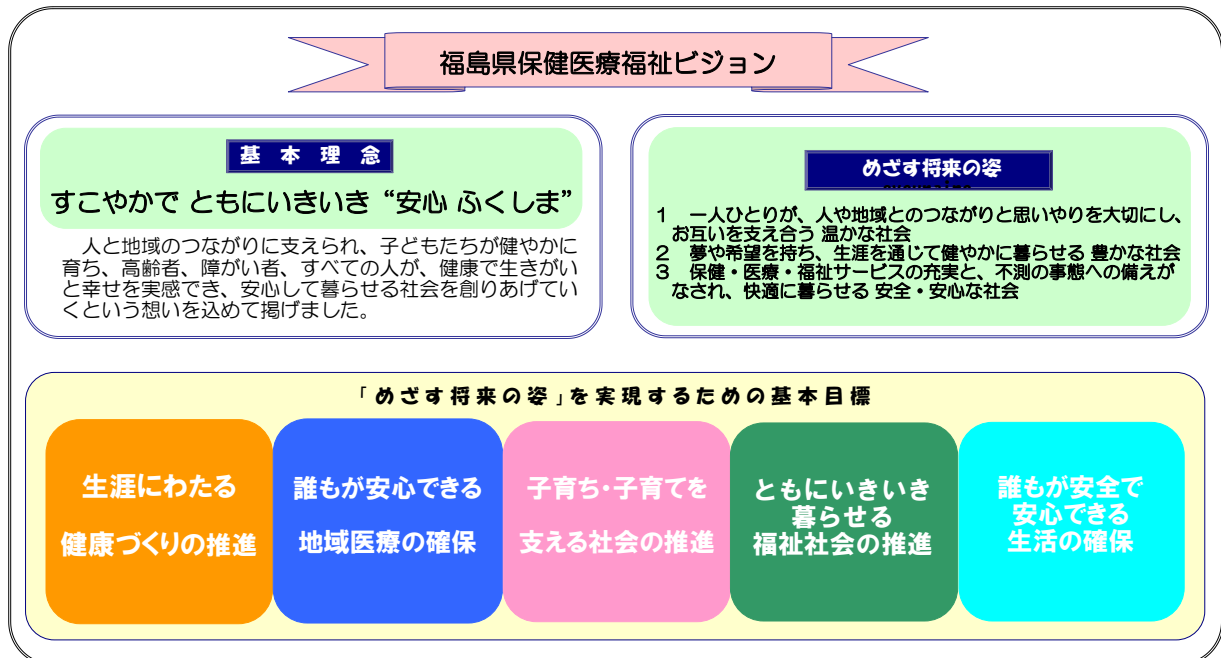 福島県保健医療福祉ビジョン
基本理念
すこやかで ともにいきいき “安心 ふくしま”
人と地域のつながりに支えられ、子どもたちが健やかに
育ち、高齢者、障がい者、すべての人が、健康で生きがい
と幸せを実感でき、安心して暮らせる社会を創りあげてい
くという想いを込めて掲げました。
めざす将来の姿
1 一人ひとりが、人や地域とのつながりと思いやりを大切にし、
お互いを支え合う 温かな社会
2 夢や希望を持ち、生涯を通じて健やかに暮らせる 豊かな社会
3 保健・医療・福祉サービスの充実と、不測の事態への備えが
なされ、快適に暮らせる 安全・安心な社会
「めざす将来の姿」を実現するための基本目標
生涯にわたる
健康づくりの推進
誰もが安心できる
地域医療の確保
子育ち・子育てを
支える社会の推進
ともにいきいき
暮らせる
福祉社会の推進
誰もが安全で
安心できる
生活の確保